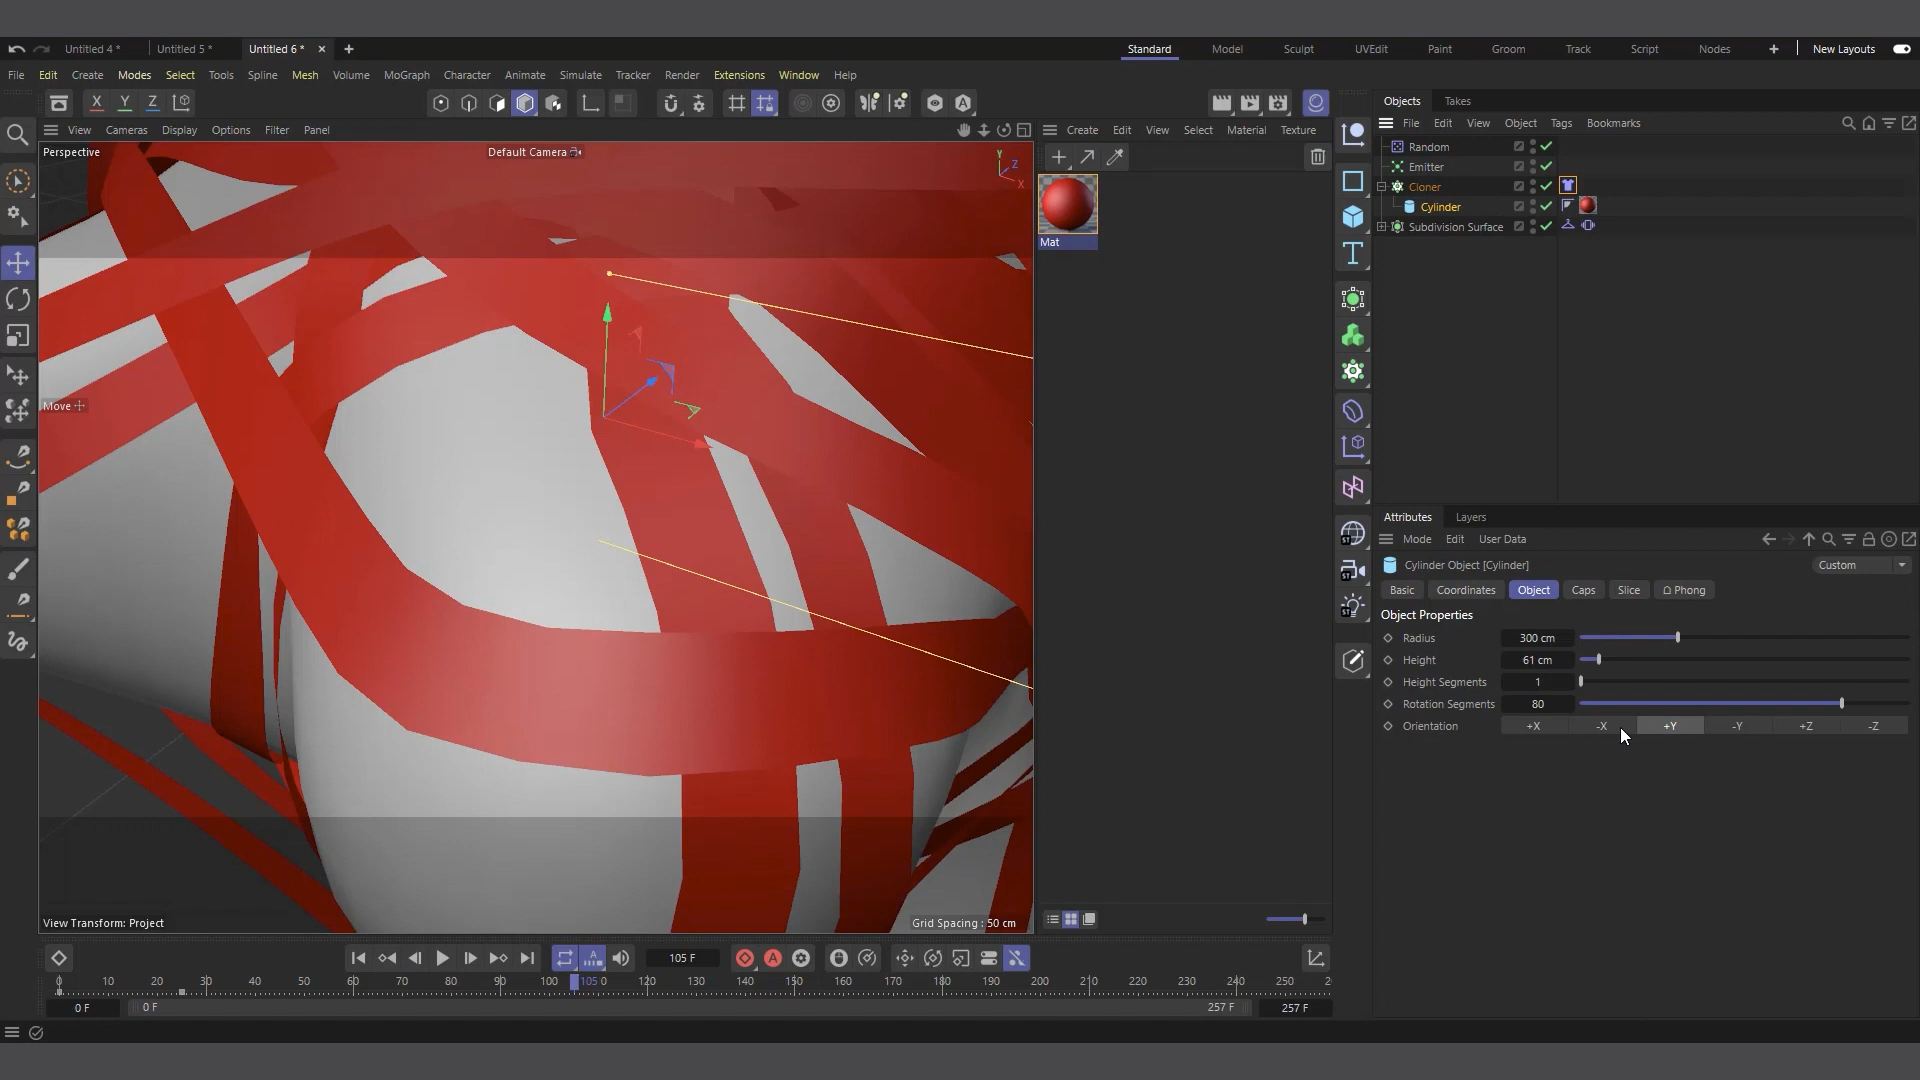 Untitled 4 *
Untitled 5 *
Untitled 6 *
Standard
Model
Sculpt
UVEdit
Paint
Groom
Track
Script
Nodes
New Layouts
File
Edit
Create
Modes
Select
Tools
Spline
Mesh
Volume
MoGraph
Character
Animate
Simulate
Tracker
Render
Extensions
Window
Help
X
Y
Z
Objects
Takes
View
Cameras
Display
Options
Filter
Panel
Create
Edit
View
Select
Material
Texture
File
Edit
View
Object
Tags
Bookmarks
Perspective
Default Camera
Y
Z
X
Random
Emitter
Cloner
Cylinder
Subdivision Surface
Mat
Move
Attributes
Layers
Mode
Edit
User Data
Cylinder Object [Cylinder]
Custom
Basic
Coordinates
Object
Caps
Slice
Phong
Object Properties
Radius
300 cm
Height
61 cm
Height Segments
1
Rotation Segments
80
Orientation
+X
-X
+Y
-Y
+Z
-Z
View Transform: Project
Grid Spacing : 50 cm
105 F
0
10
20
30
40
50
60
70
80
90
100
105 0
120
130
140
150
160
170
180
190
200
210
220
230
240
250
2
0 F
0 F
257 F
257 F